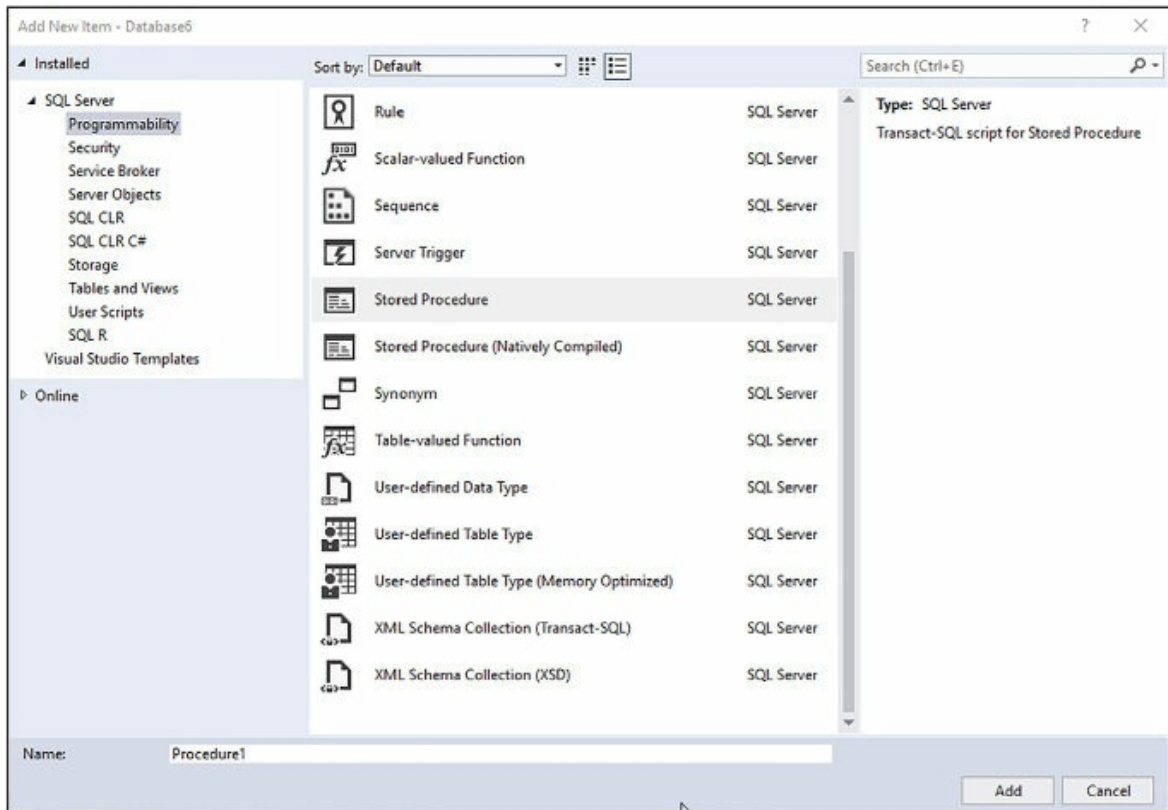 Add New Item - Database6
? ×
Installed
SQL Server
Programmability
Security
Service Broker
Server Objects
SQL CLR
SQL CLR C#
Storage
Tables and Views
User Scripts
SQL R
Visual Studio Templates
Online
Sort by: Default
Rule SQL Server
Scalar-valued Function SQL Server
Sequence SQL Server
Server Trigger SQL Server
Stored Procedure SQL Server
Stored Procedure (Natively Compiled) SQL Server
Synonym SQL Server
Table-valued Function SQL Server
User-defined Data Type SQL Server
User-defined Table Type SQL Server
User-defined Table Type (Memory Optimized) SQL Server
XML Schema Collection (Transact-SQL) SQL Server
XML Schema Collection (XSD) SQL Server
Search (Ctrl+E)
Type: SQL Server
Transact-SQL script for Stored Procedure
Name: Procedure1
Add Cancel